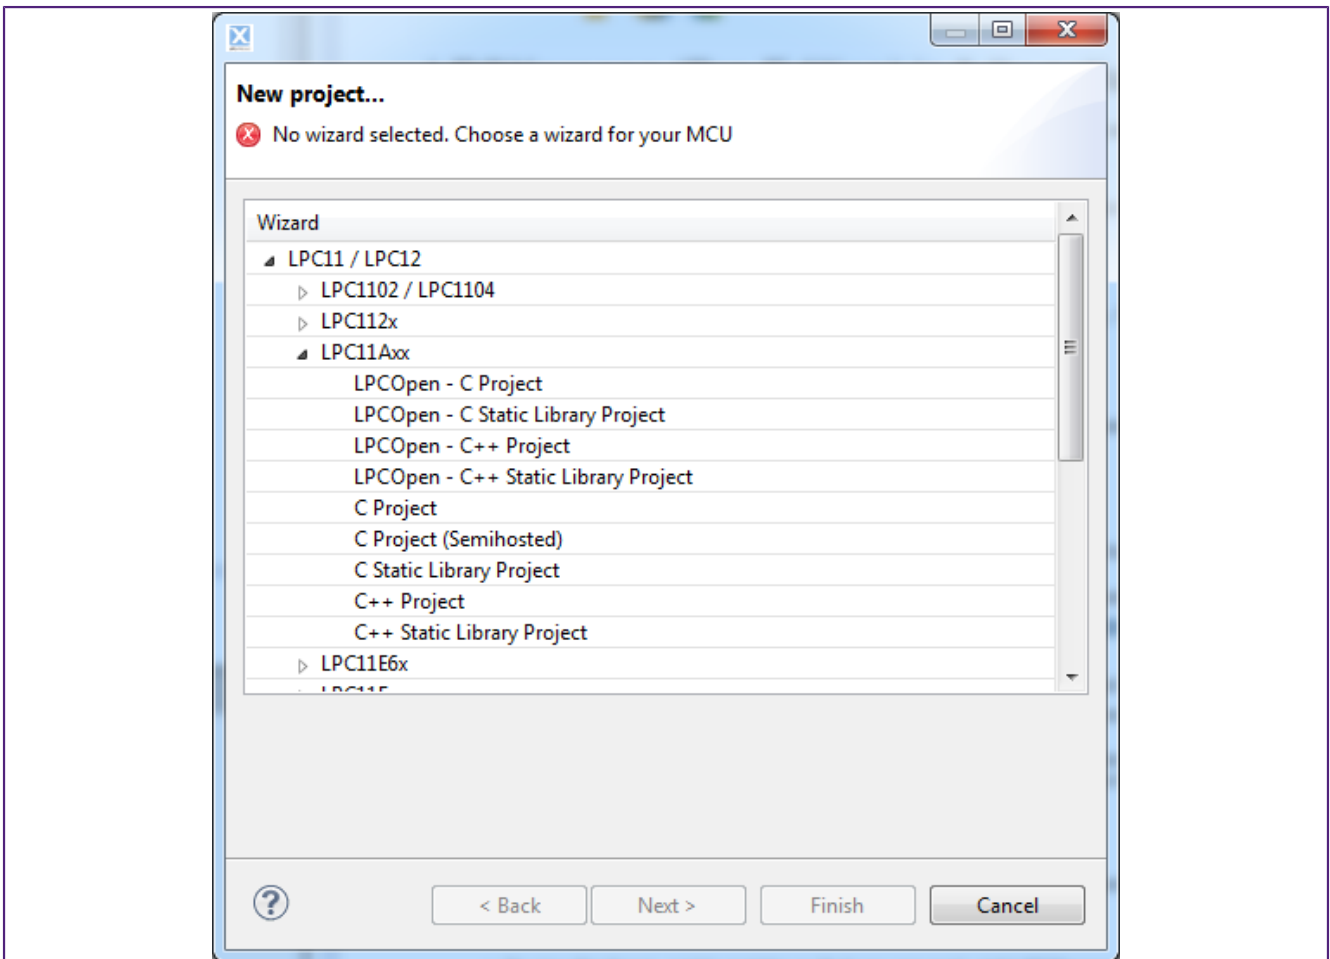 New project...
No wizard selected. Choose a wizard for your MCU
Wizard
LPC11 / LPC12
LPC1102 / LPC1104
LPC112x
LPC11Axx
LPCOpen - C Project
LPCOpen - C Static Library Project
LPCOpen - C++ Project
LPCOpen - C++ Static Library Project
C Project
C Project (Semihosted)
C Static Library Project
C++ Project
C++ Static Library Project
LPC11E6x
? < Back Next > Finish Cancel